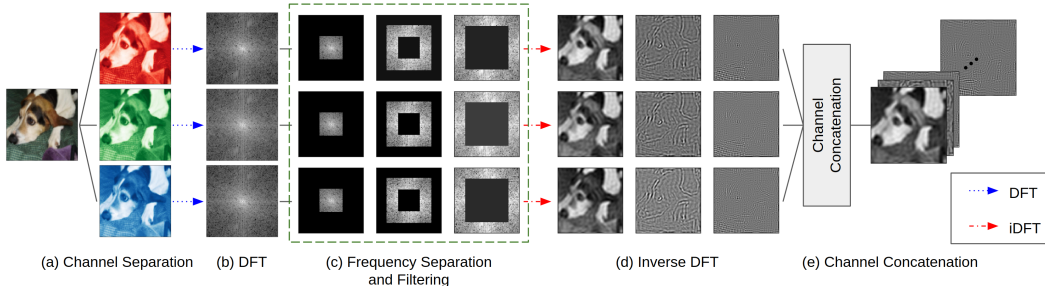 Channel
Concatenation
DFT
iDFT
(a) Channel Separation
(b) DFT
(c) Frequency Separation
and Filtering
(d) Inverse DFT
(e) Channel Concatenation